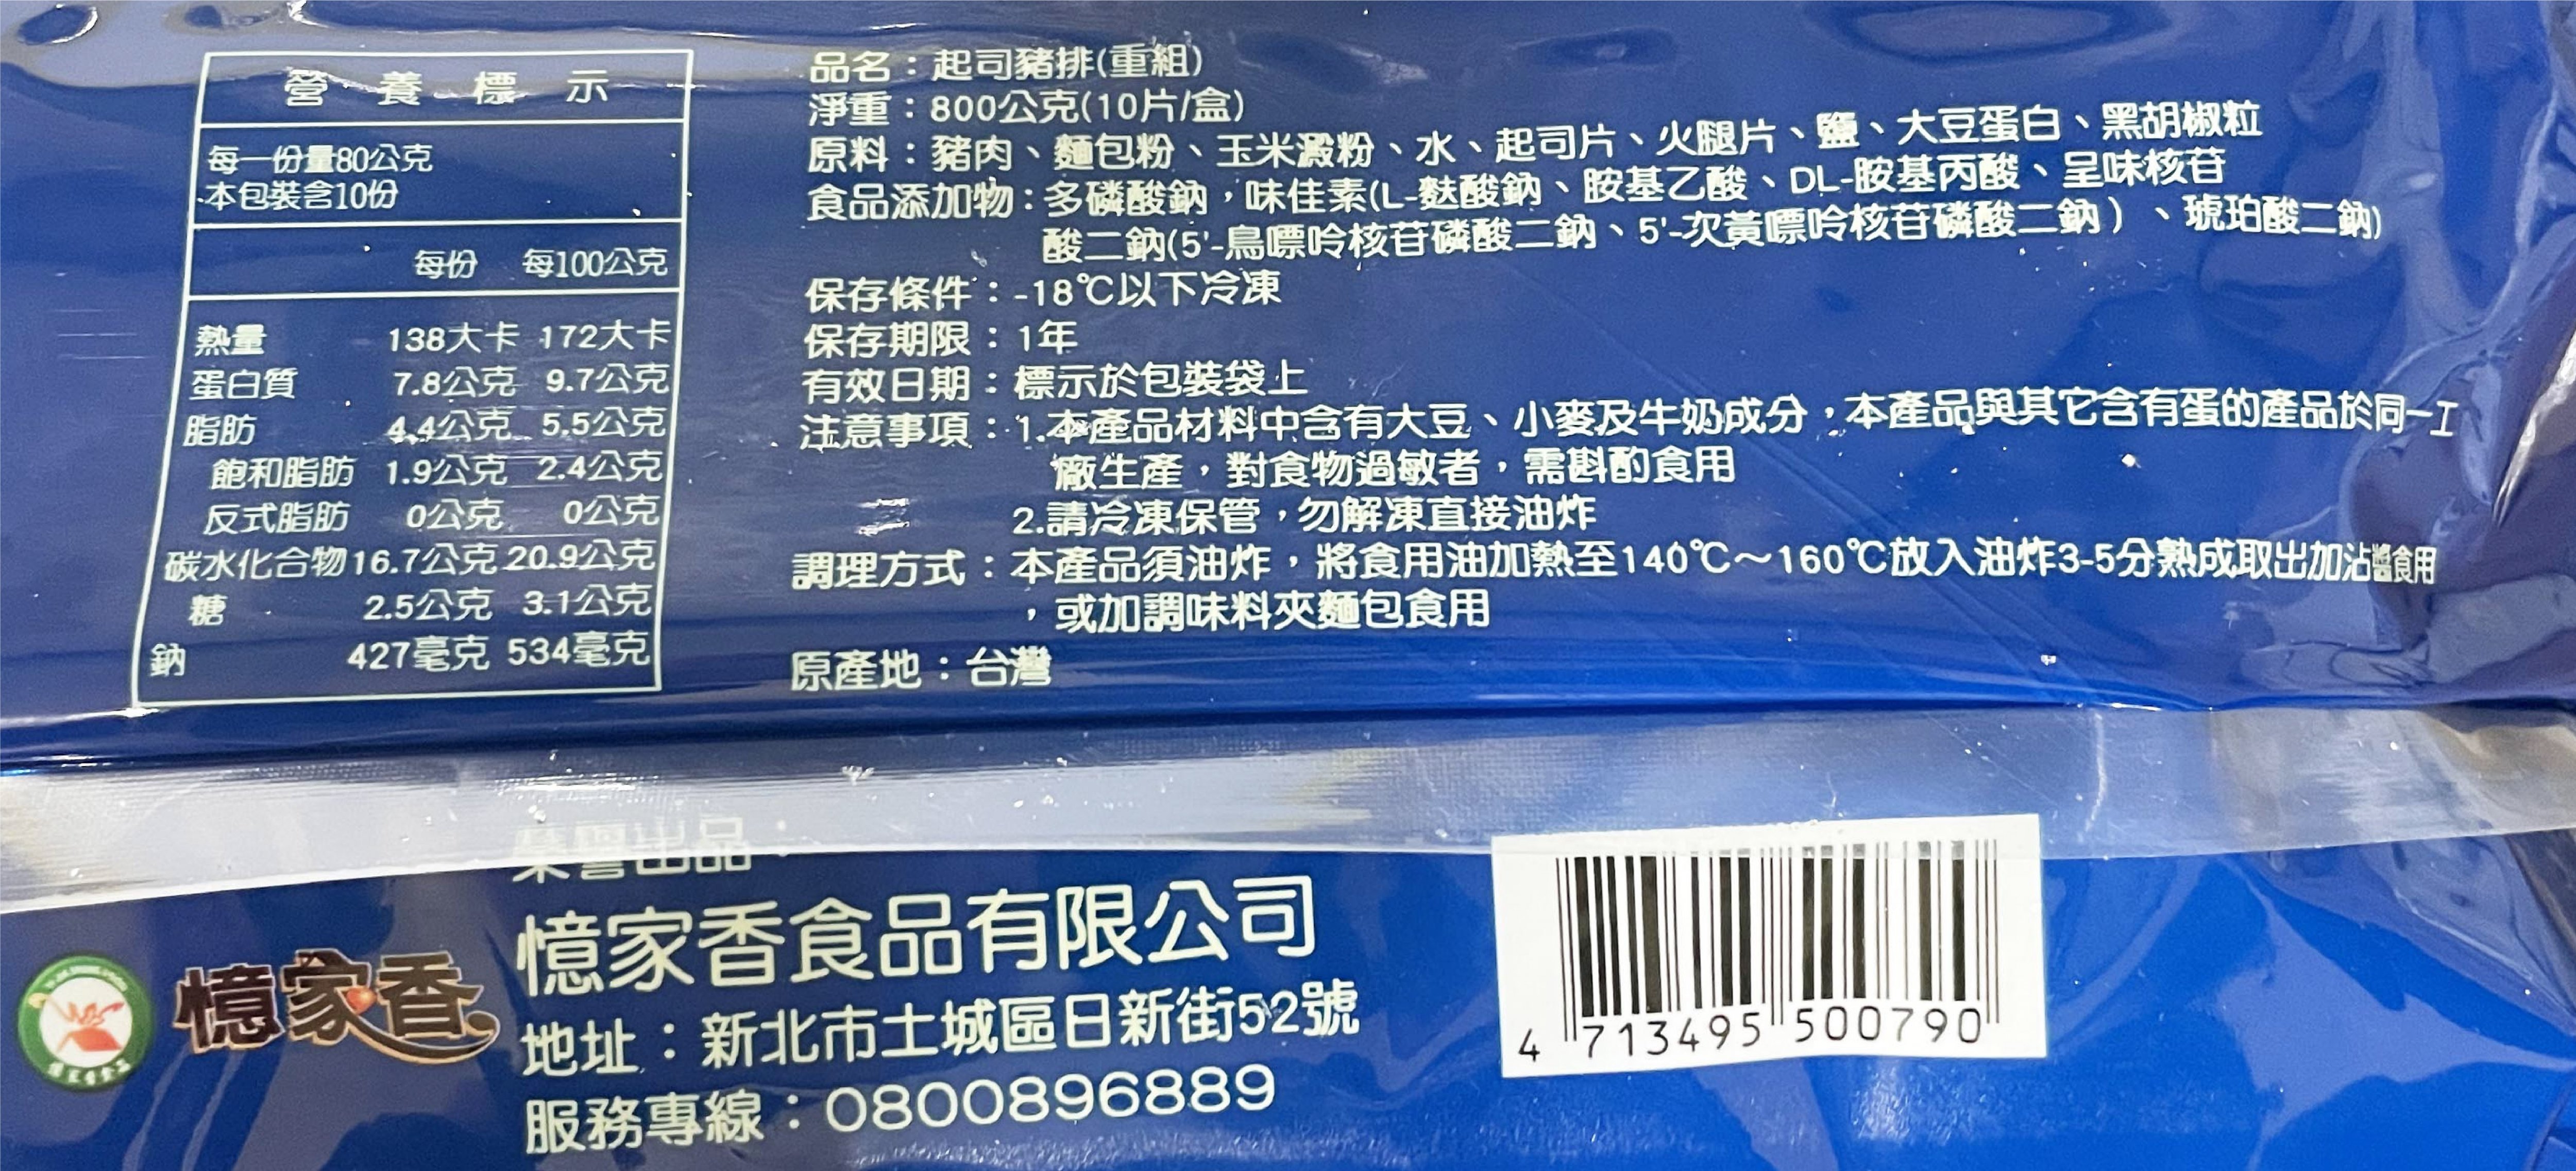 營養標示
每一份量80公克
本包裝含10份
每份 每100公克
熱量 138大卡 172大卡
蛋白質 7.8公克 9.7公克
脂肪 4.4公克 5.5公克
飽和脂肪 1.9公克 2.4公克
反式脂肪 0公克 0公克
碳水化合物 16.7公克 20.9公克
糖 2.5公克 3.1公克
鈉 427毫克 534毫克
品名：起司豬排(重組)
淨重：800公克(10片/盒)
原料：豬肉、麵包粉、玉米澱粉、水、起司片、火腿片、鹽、大豆蛋白、黑胡椒粒
食品添加物：多磷酸鈉，味佳素(L-麩酸鈉、胺基乙酸、DL-胺基丙酸、呈味核苷
酸二鈉(5'-鳥嘌呤核苷磷酸二鈉、5'-次黃嘌呤核苷磷酸二鈉）、琥珀酸二鈉)
保存條件：-18℃以下冷凍
保存期限：1年
有效日期：標示於包裝袋上
注意事項：1.本產品材料中含有大豆、小麥及牛奶成分，本產品與其它含有蛋的產品於同一工
廠生產，對食物過敏者，需斟酌食用
2.請冷凍保管，勿解凍直接油炸
調理方式：本產品須油炸，將食用油加熱至140℃～160℃放入油炸3-5分熟成取出加沾醬食用
，或加調味料夾麵包食用
原產地：台灣
榮譽出品：
憶家香食品有限公司
憶家香
地址：新北市土城區日新街52號
服務專線：0800896889
4 713495 500790